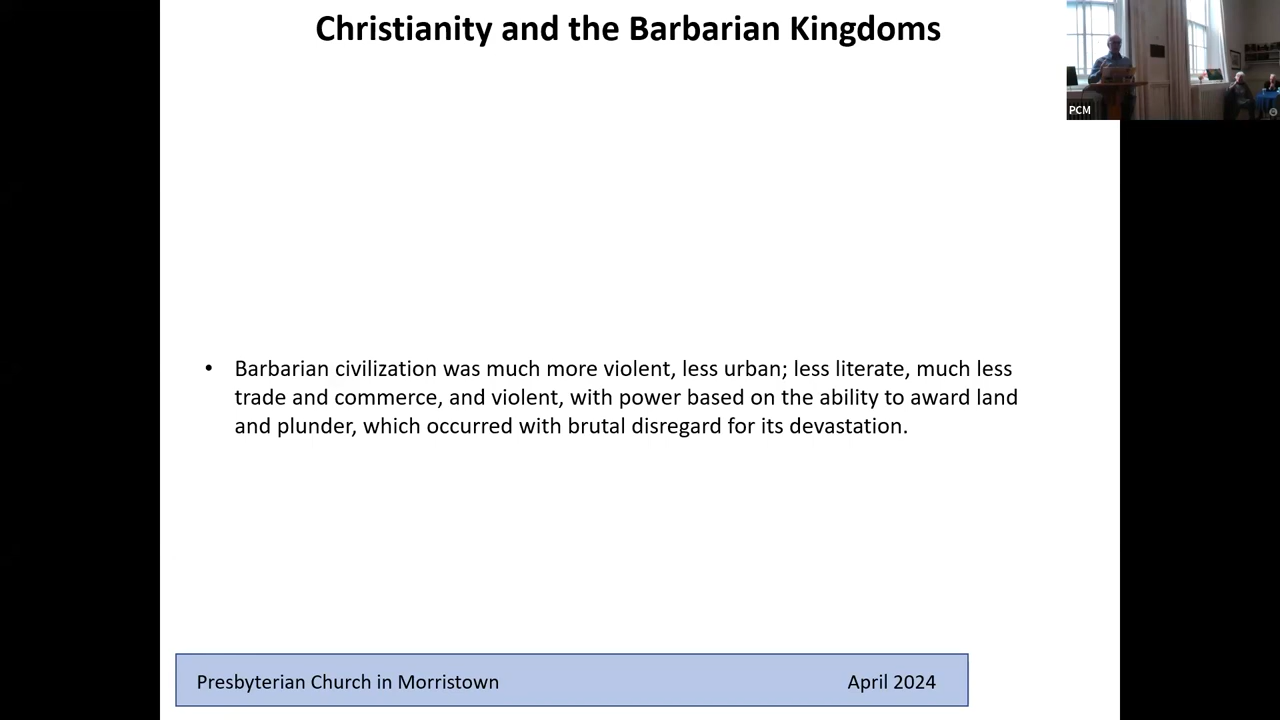 Christianity and the Barbarian Kingdoms
PCM
• Barbarian civilization was much more violent, less urban; less literate, much less
trade and commerce, and violent, with power based on the ability to award land
and plunder, which occurred with brutal disregard for its devastation.
Presbyterian Church in Morristown April 2024